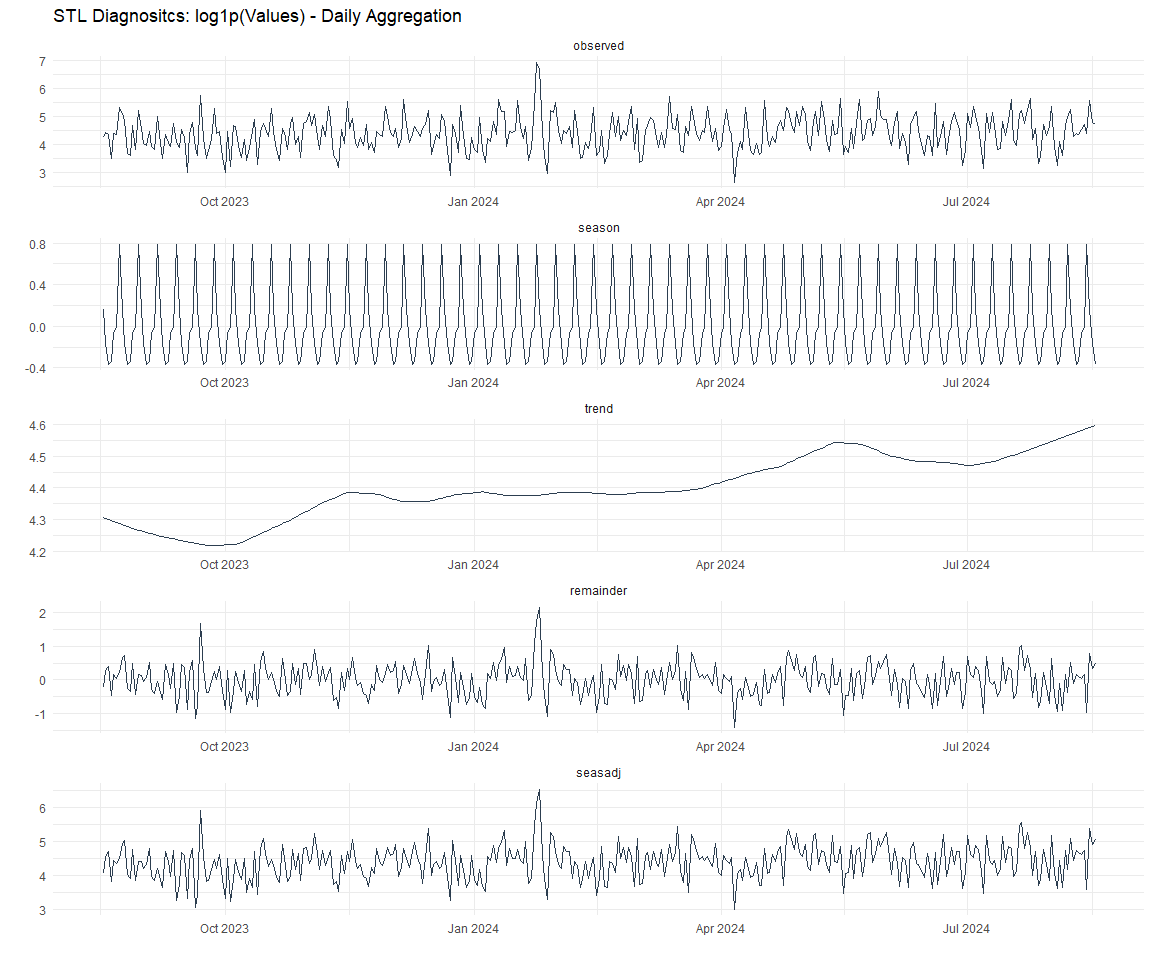 STL Diagnositcs: log1p(Values) - Daily Aggregation
observed
7
6
5
4
3
Oct 2023 Jan 2024 Apr 2024 Jul 2024
season
0.8
0.4
0.0
-0.4
Oct 2023 Jan 2024 Apr 2024 Jul 2024
trend
4.6
4.5
4.4
4.3
4.2
Oct 2023 Jan 2024 Apr 2024 Jul 2024
remainder
2
1
0
-1
Oct 2023 Jan 2024 Apr 2024 Jul 2024
seasadj
6
5
4
3
Oct 2023 Jan 2024 Apr 2024 Jul 2024